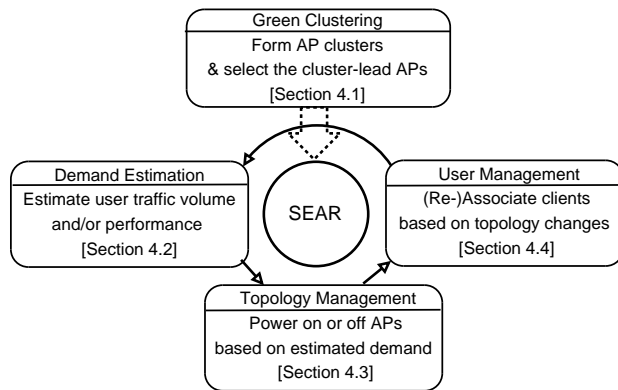 Green Clustering
Form AP clusters
& select the cluster-lead APs
[Section 4.1]
Demand Estimation
Estimate user traffic volume
and/or performance
[Section 4.2]
SEAR
User Management
(Re-)Associate clients
based on topology changes
[Section 4.4]
Topology Management
Power on or off APs
based on estimated demand
[Section 4.3]